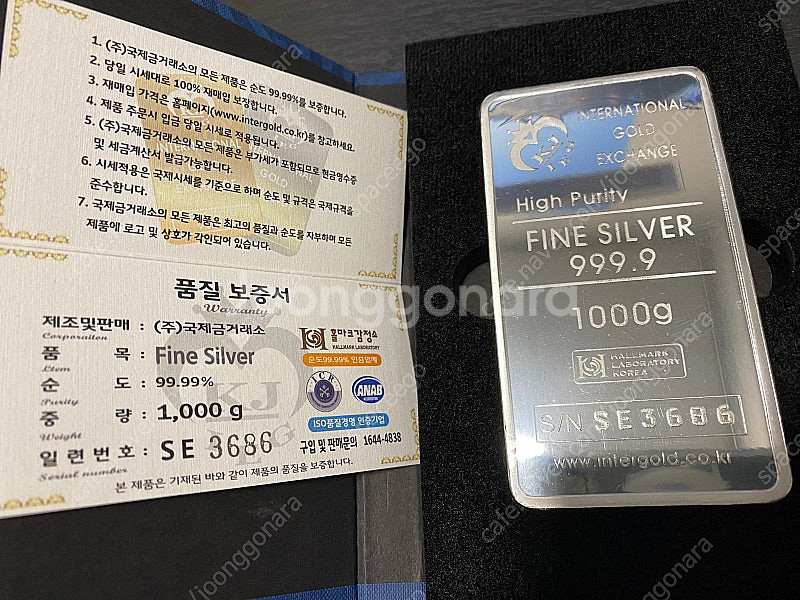 1. (주)국제금거래소의 모든 제품은 순도 99.99%를 보증합니다.
2. 당일 시세대로 100% 재매입 보장합니다.
3. 재매입 가격은 홈페이지(www.intergold.co.kr)를 참고하세요.
4. 제품 주문시 입금 당일 시세로 적용됩니다.
5. (주)국제금거래소의 모든 제품은 부가세가 포함되므로 현금영수증
및 세금계산서 발급가능합니다.
6. 시세적용은 국제시세를 기준으로 하며 순도 및 규격은 국제규격을
준수합니다.
7. 국제금거래소의 모든 제품은 최고의 품질과 순도를 자부하며 모든
제품에 로고 및 상호가 각인되어 있습니다.
GOLD
품질 보증서
Warranty
제조및판매 : (주)국제금거래소
Corporaiton
품 목 : Fine Silver
Ltem
순 도 : 99.99%
Purity
중 량 : 1,000 g
Weight
일련번호 : SE 3686
Serial number
KJ
홀마크감정소
HALLMARK LABORATORY
순도99.99% 인증업체
ICR
ANAB
ISO품질경영 인증기업
구입 및 판매문의 1644-4838
본 제품은 기재된 바와 같이 제품의 품질을 보증합니다.
INTERNATIONAL
GOLD
EXCHANGE
High Purity
FINE SILVER
999.9
1000g
HALLMARK
LABORATORY
KOREA
S/N SE3686
www.intergold.co.kr
joonggonara